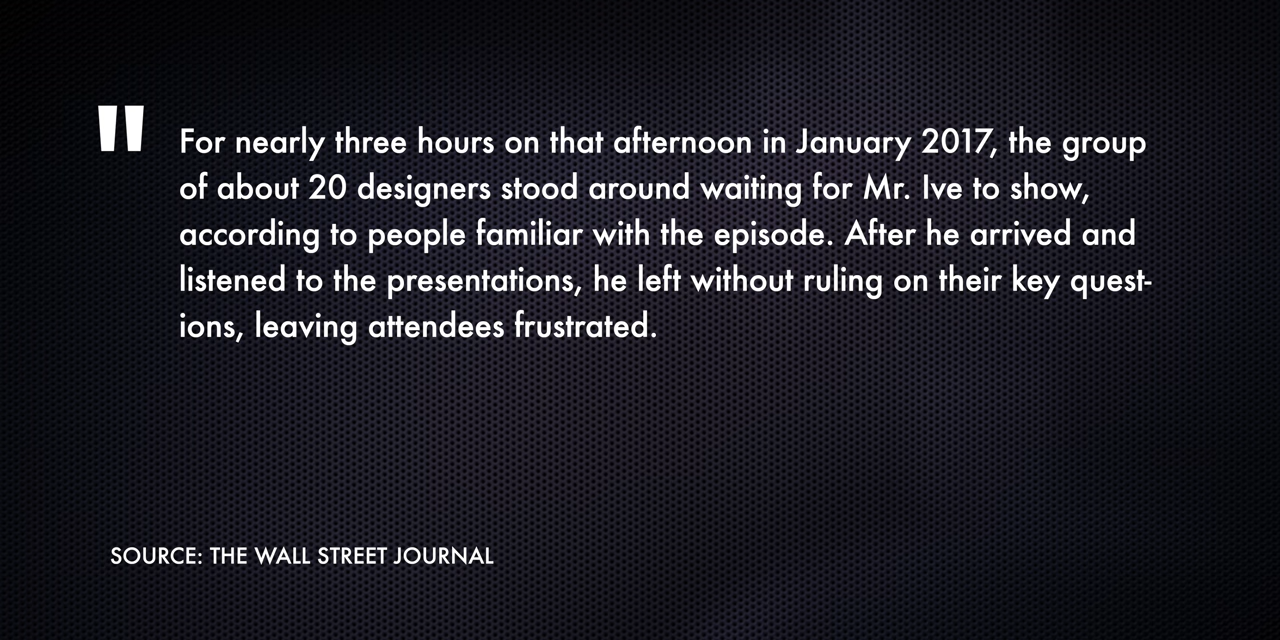 "
For nearly three hours on that afternoon in January 2017, the group
of about 20 designers stood around waiting for Mr. Ive to show,
according to people familiar with the episode. After he arrived and
listened to the presentations, he left without ruling on their key quest-
ions, leaving attendees frustrated.
SOURCE: THE WALL STREET JOURNAL